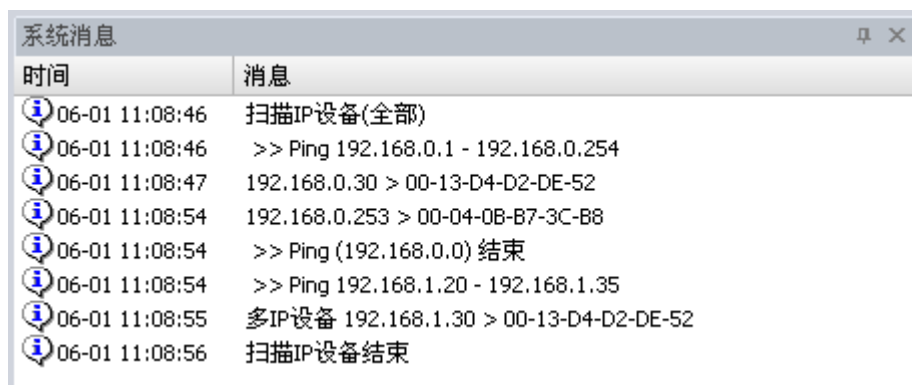 系统消息
时间 消息
06-01 11:08:46 扫描IP设备(全部)
06-01 11:08:46 >> Ping 192.168.0.1 - 192.168.0.254
06-01 11:08:47 192.168.0.30 > 00-13-D4-D2-DE-52
06-01 11:08:54 192.168.0.253 > 00-04-0B-B7-3C-B8
06-01 11:08:54 >> Ping (192.168.0.0) 结束
06-01 11:08:54 >> Ping 192.168.1.20 - 192.168.1.35
06-01 11:08:55 多IP设备 192.168.1.30 > 00-13-D4-D2-DE-52
06-01 11:08:56 扫描IP设备结束